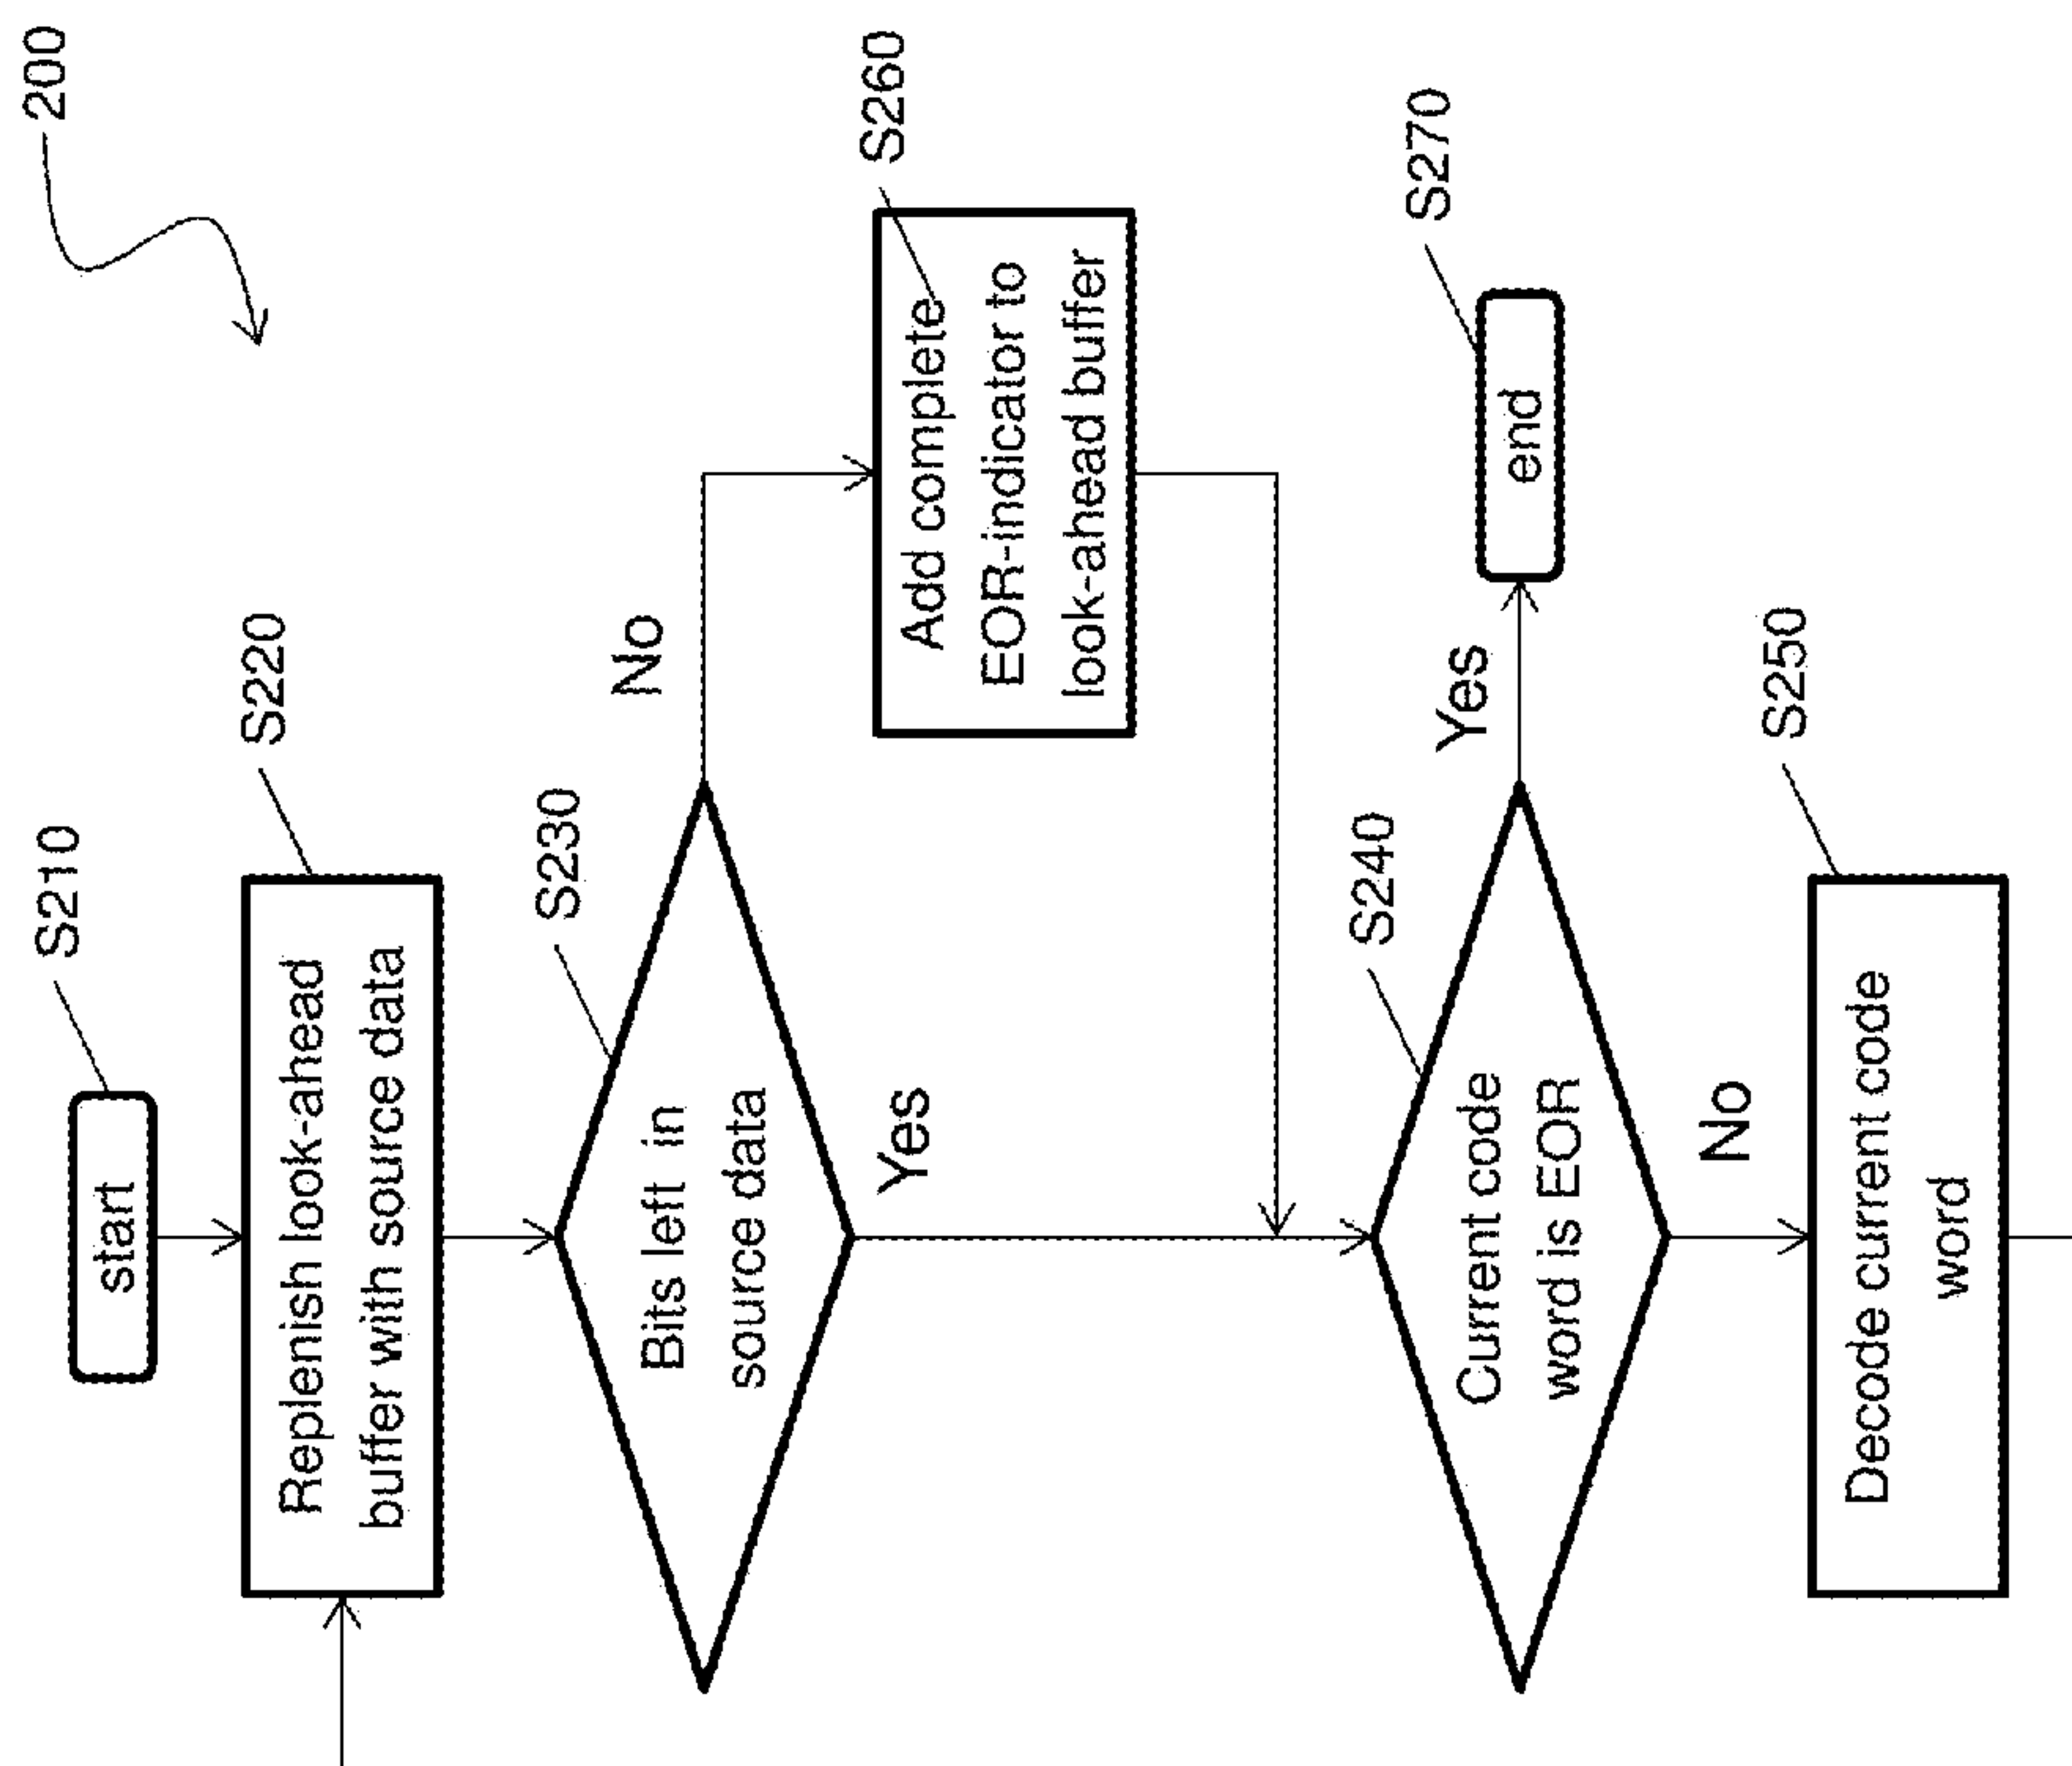 200
S210
start
S220
Replenish look-ahead
buffer with source data
S230
Bits left in
source data
No
Yes
S260
Add complete
EOR-indicator to
look-ahead buffer
S240
Current code
word is EOR
Yes
S270
end
No
S250
Decode current code
word